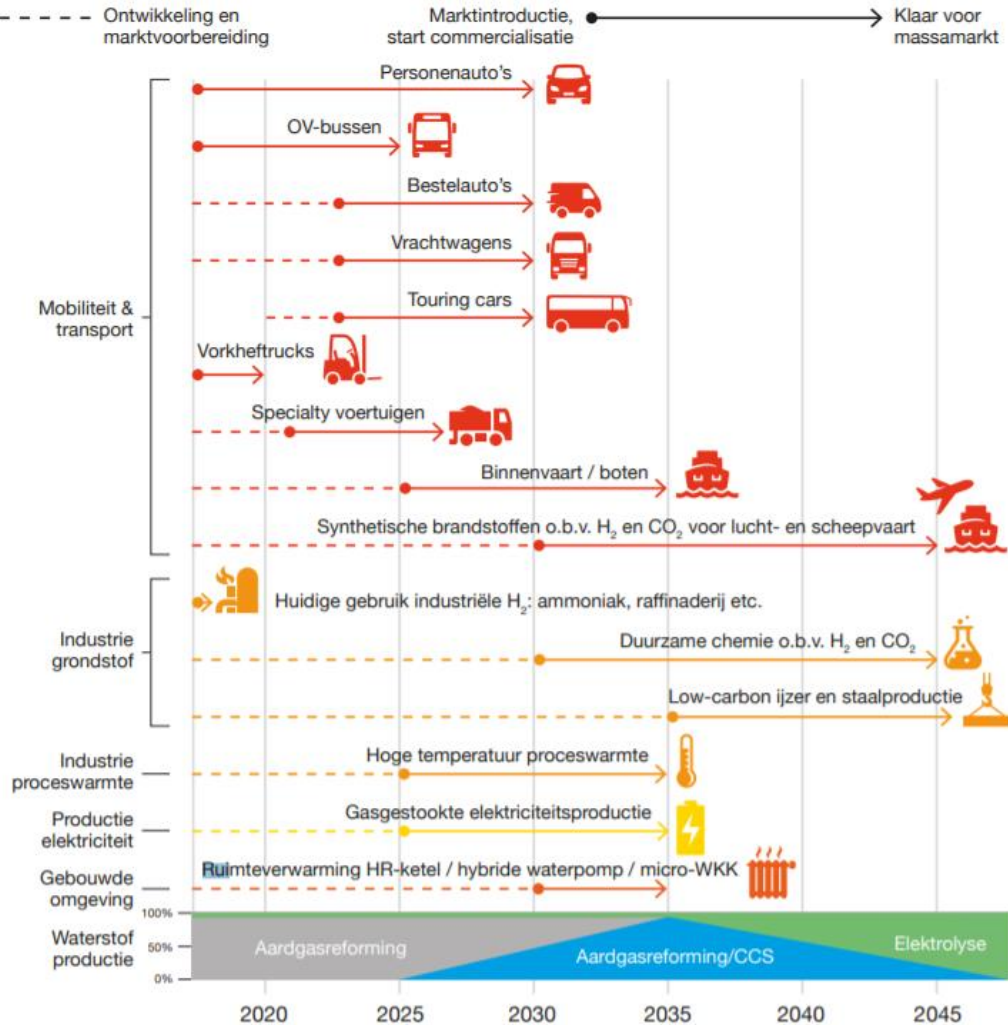 Ontwikkeling en
marktvoorbereiding
Marktintroductie,
start commercialisatie
Klaar voor
massamarkt
Mobiliteit &
transport
Personenauto's
OV-bussen
Bestelauto's
Vrachtwagens
Touring cars
Vorkheftrucks
Specialty voertuigen
Binnenvaart / boten
Synthetische brandstoffen o.b.v. H₂ en CO₂ voor lucht- en scheepvaart
Industrie
grondstof
Huidige gebruik industriële H₂: ammoniak, raffinaderij etc.
Duurzame chemie o.b.v. H₂ en CO₂
Low-carbon ijzer en staalproductie
Industrie
proceswarmte
Hoge temperatuur proceswarmte
Productie
elektriciteit
Gasgestookte elektriciteitsproductie
Gebouwde
omgeving
Ruimteverwarming HR-ketel / hybride waterpomp / micro-WKK
Waterstof
productie
100%
50%
0%
Aardgasreforming
Aardgasreforming/CCS
Elektrolyse
2020 2025 2030 2035 2040 2045